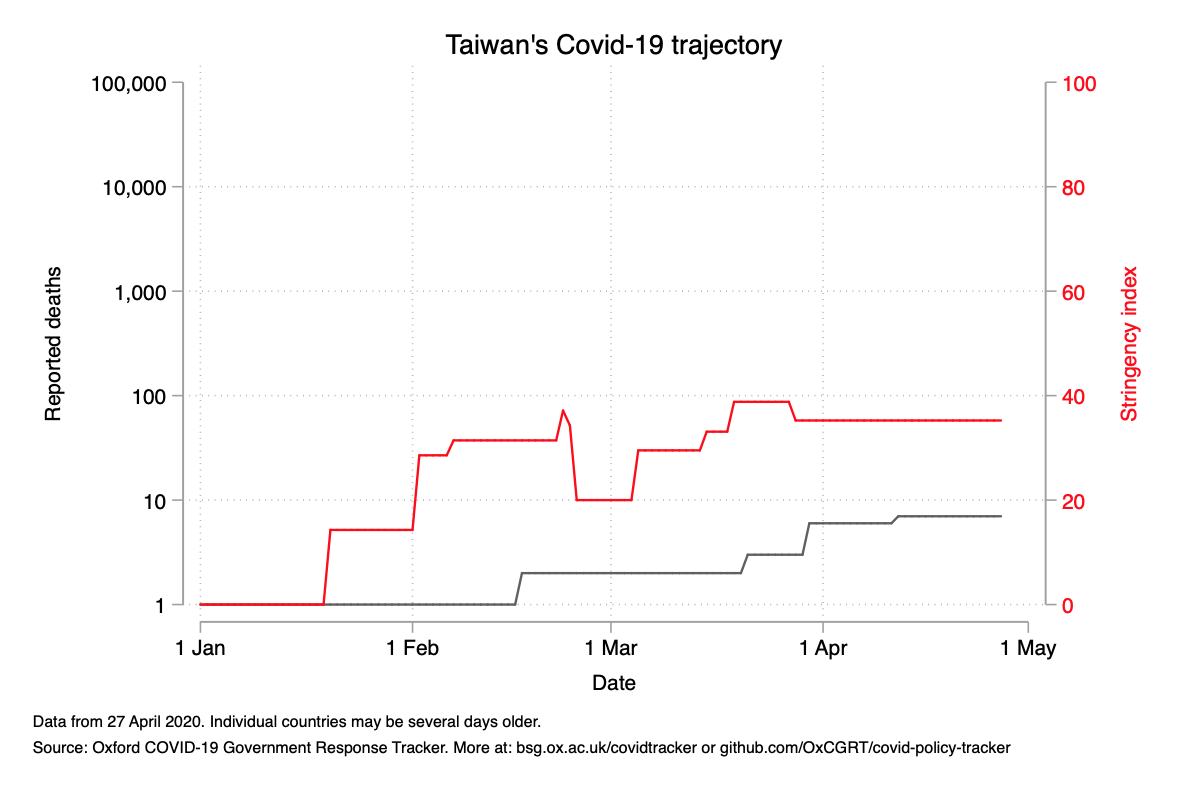 Taiwan's Covid-19 trajectory
100,000
10,000
1,000
100
10
1
Reported deaths
100
80
60
40
20
0
Stringency index
1 Jan
1 Feb
1 Mar
1 Apr
1 May
Date
Data from 27 April 2020. Individual countries may be several days older.
Source: Oxford COVID-19 Government Response Tracker. More at: bsg.ox.ac.uk/covidtracker or github.com/OxCGRT/covid-policy-tracker